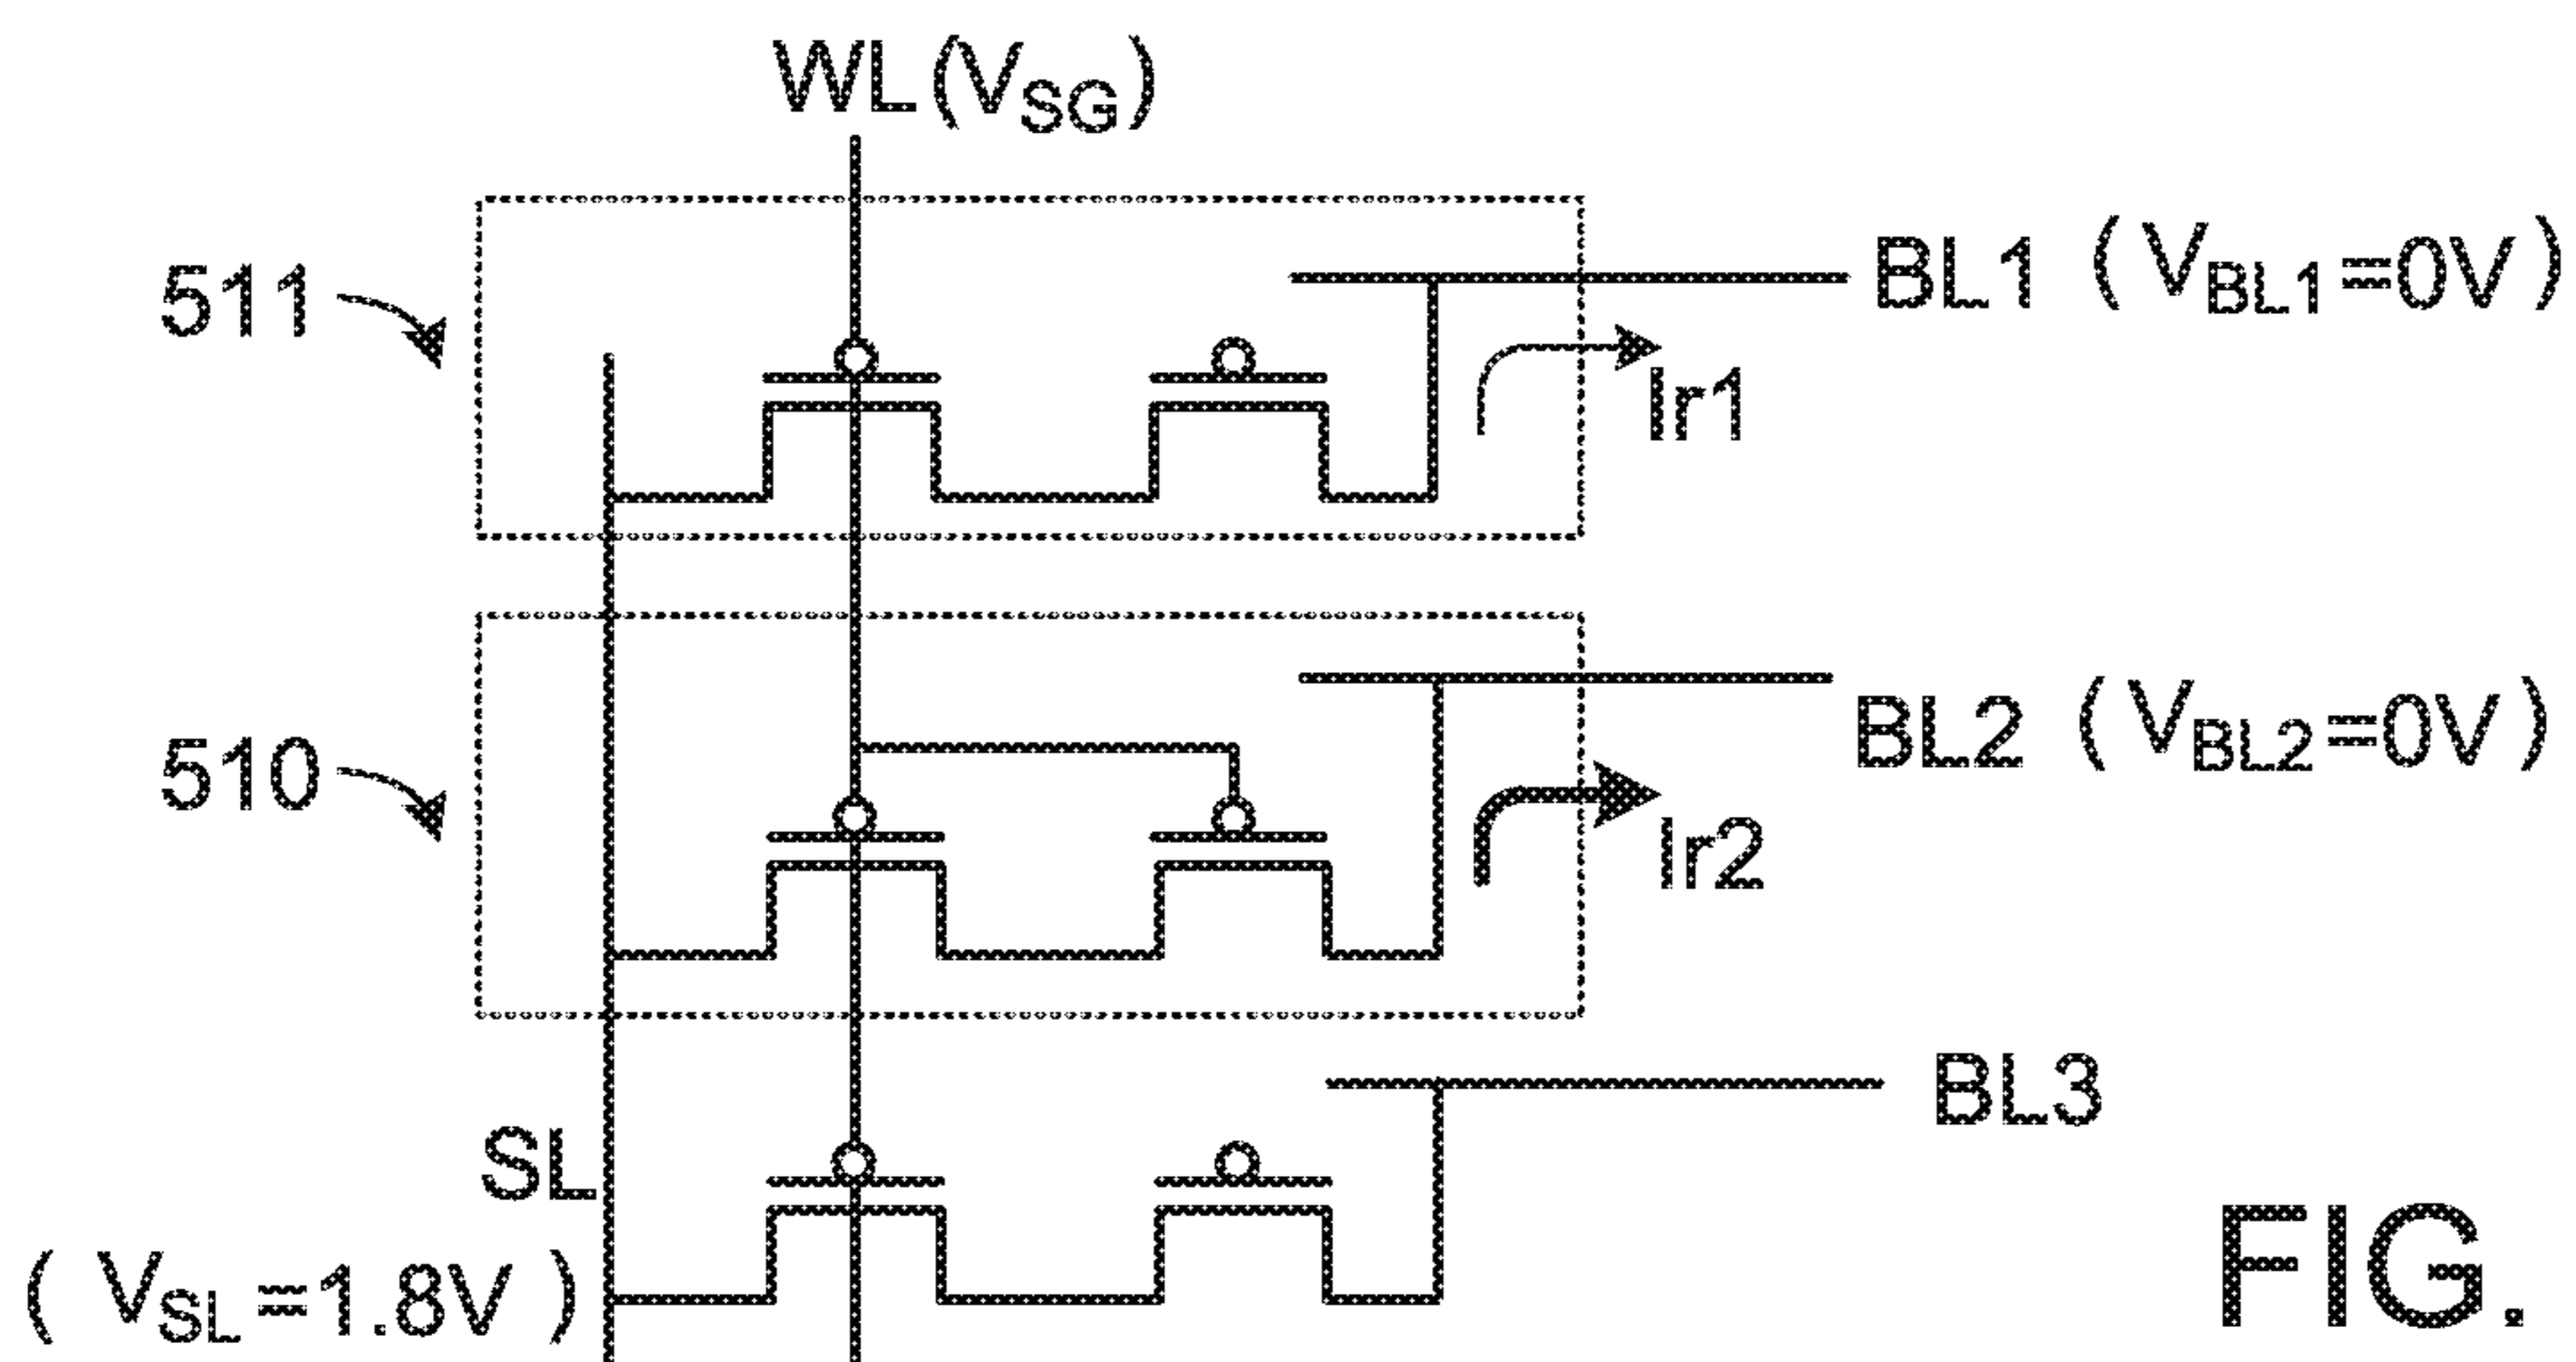 WL(VSG)
511
BL1 (VBL1=0V)
Ir1
510
BL2 (VBL2=0V)
Ir2
BL3
SL
(VSL=1.8V)
FIG.